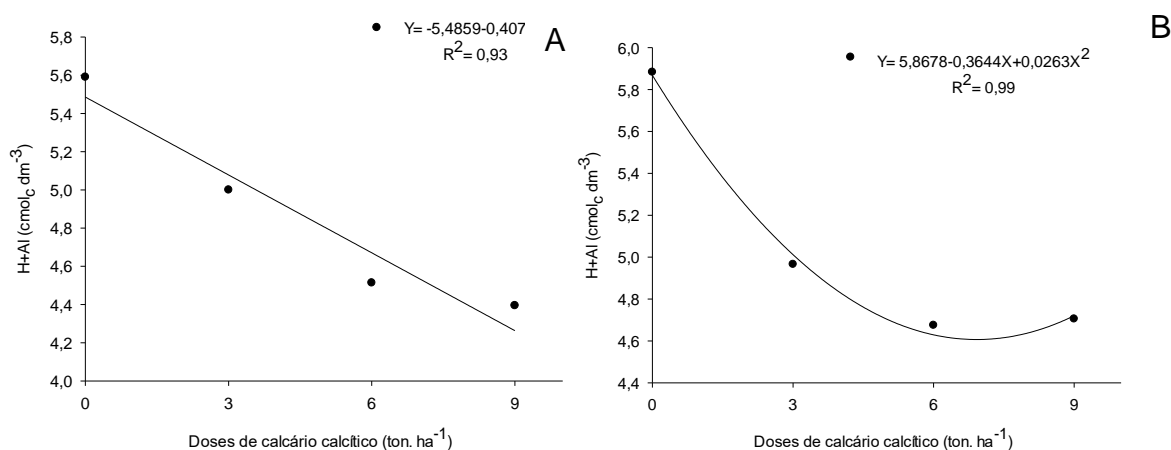 A
Y= -5,4859-0,407
R²= 0,93
5,8
5,6
5,4
5,2
5,0
4,8
4,6
4,4
4,2
4,0
H+Al (cmol_c dm⁻³)
0 3 6 9
Doses de calcário calcítico (ton. ha⁻¹)
B
Y= 5,8678-0,3644X+0,0263X²
R²= 0,99
6,0
5,8
5,6
5,4
5,2
5,0
4,8
4,6
4,4
H+Al (cmol_c dm⁻³)
0 3 6 9
Doses de calcário calcítico (ton. ha⁻¹)